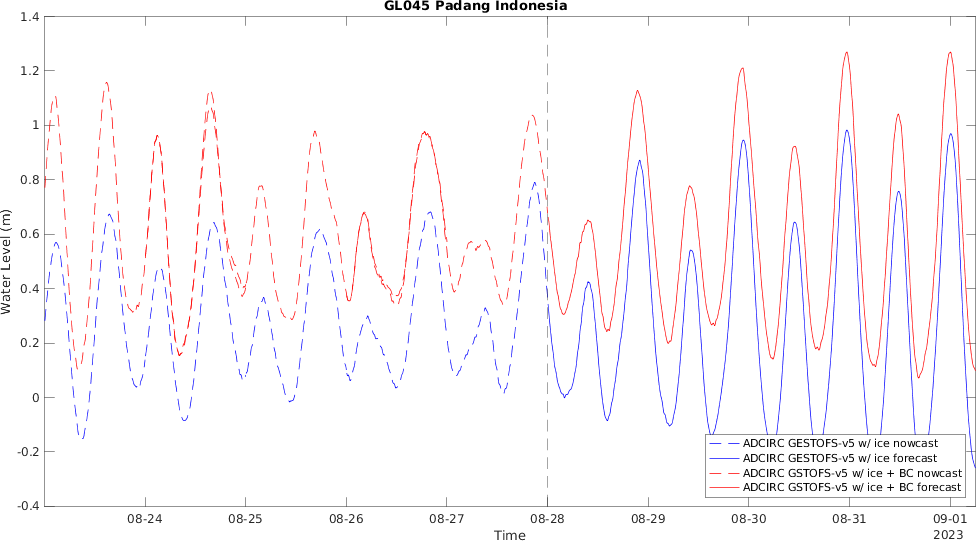 GL045 Padang Indonesia
Water Level (m)
1.4
1.2
1
0.8
0.6
0.4
0.2
0
-0.2
-0.4
ADCIRC GESTOFS-v5 w/ ice nowcast
ADCIRC GESTOFS-v5 w/ ice forecast
ADCIRC GSTOFS-v5 w/ ice + BC nowcast
ADCIRC GSTOFS-v5 w/ ice + BC forecast
08-24 08-25 08-26 08-27 08-28 08-29 08-30 08-31 09-01
2023
Time